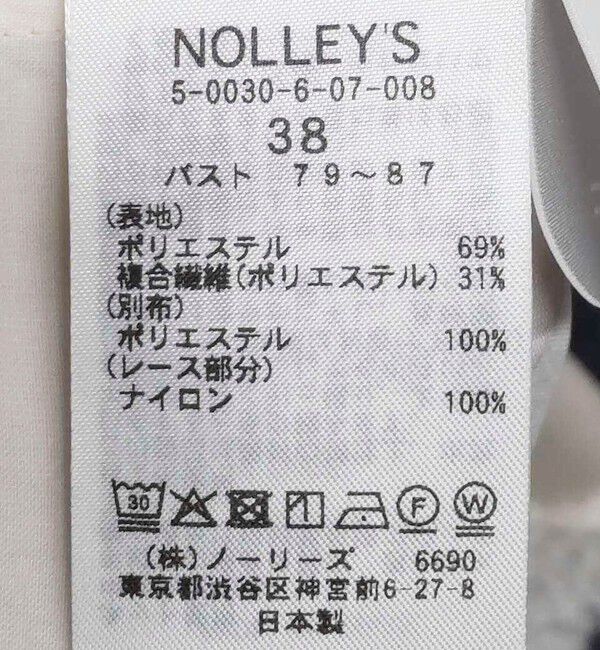 NOLLEY'S
5-0030-6-07-008
38
バスト 79～87
(表地)
ポリエステル 69%
複合繊維(ポリエステル) 31%
(別布)
ポリエステル 100%
(レース部分)
ナイロン 100%
30 F W
(株)ノーリーズ 6690
東京都渋谷区神宮前6-27-8
日本製